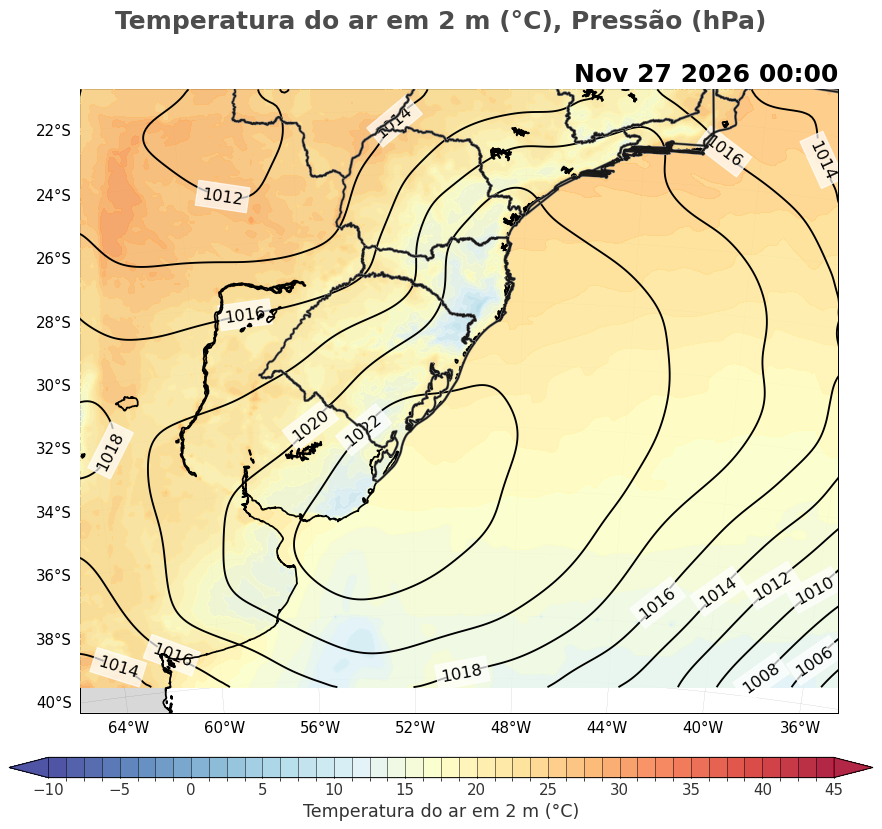 Temperatura do ar em 2 m (°C), Pressão (hPa)
Nov 27 2026 00:00
22°S
24°S
26°S
28°S
30°S
32°S
34°S
36°S
38°S
40°S
1014
1016
1014
1012
1016
1020
1022
1018
1016
1014
1012
1010
1016
1014
1018
1008
1006
64°W 60°W 56°W 52°W 48°W 44°W 40°W 36°W
−10 −5 0 5 10 15 20 25 30 35 40 45
Temperatura do ar em 2 m (°C)